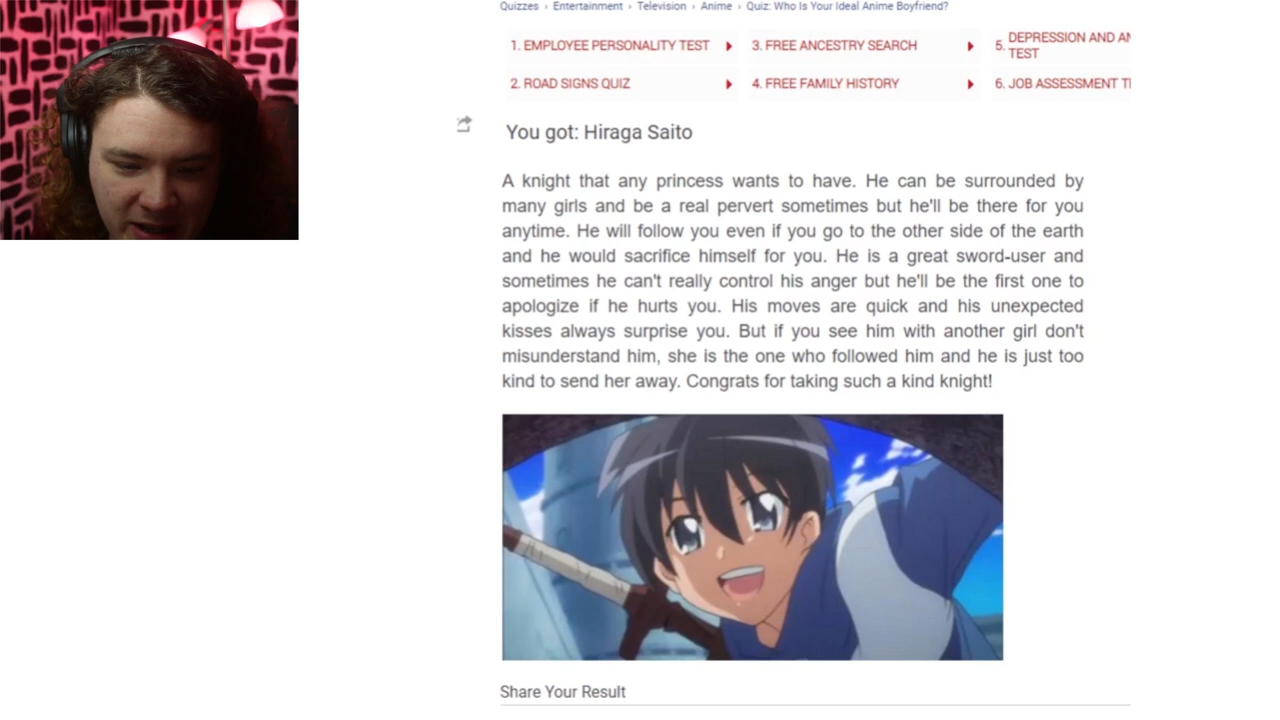 Quizzes › Entertainment › Television › Anime › Quiz: Who Is Your Ideal Anime Boyfriend?
1. EMPLOYEE PERSONALITY TEST
3. FREE ANCESTRY SEARCH
5. DEPRESSION AND AN
TEST
2. ROAD SIGNS QUIZ
4. FREE FAMILY HISTORY
6. JOB ASSESSMENT
You got: Hiraga Saito
A knight that any princess wants to have. He can be surrounded by
many girls and be a real pervert sometimes but he'll be there for you
anytime. He will follow you even if you go to the other side of the earth
and he would sacrifice himself for you. He is a great sword-user and
sometimes he can't really control his anger but he'll be the first one to
apologize if he hurts you. His moves are quick and his unexpected
kisses always surprise you. But if you see him with another girl don't
misunderstand him, she is the one who followed him and he is just too
kind to send her away. Congrats for taking such a kind knight!
Share Your Result